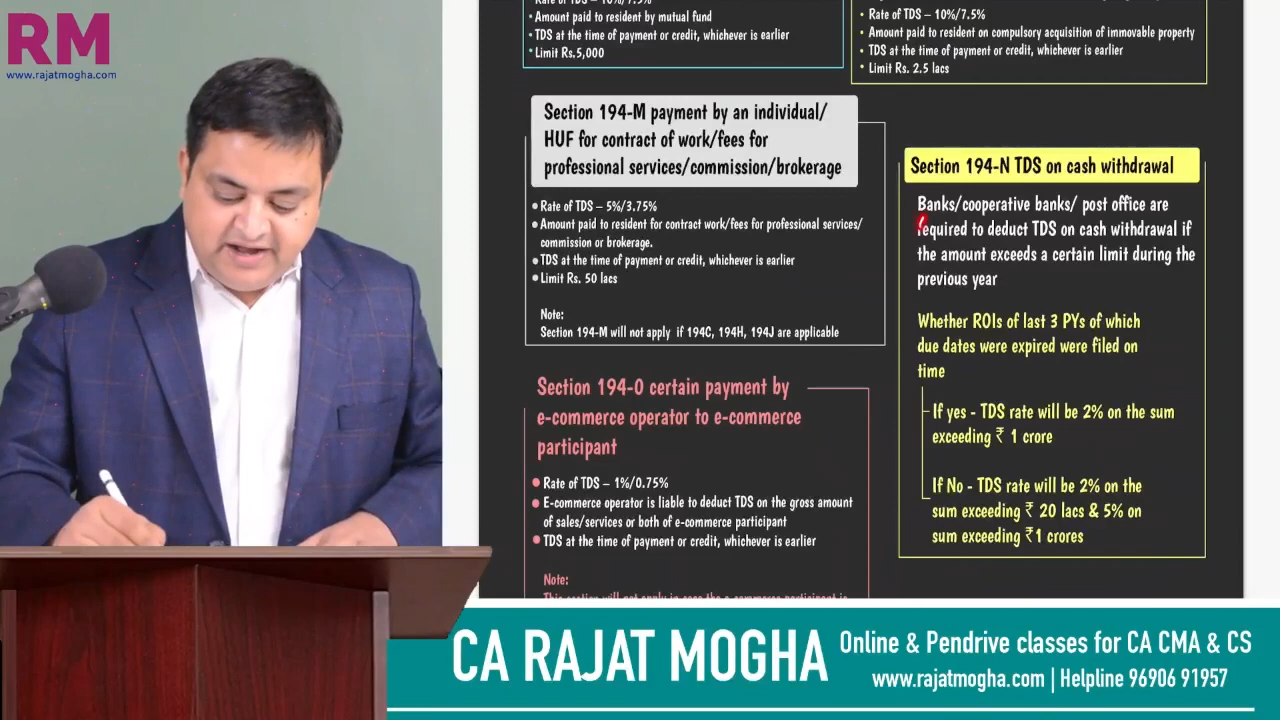 RM
www.rajatmogha.com
• Amount paid to resident by mutual fund
• TDS at the time of payment or credit, whichever is earlier
• Limit Rs.5,000
• Rate of TDS – 10%/7.5%
• Amount paid to resident on compulsory acquisition of immovable property
• TDS at the time of payment or credit, whichever is earlier
• Limit Rs. 2.5 lacs
Section 194-M payment by an individual/
HUF for contract of work/fees for
professional services/commission/brokerage
• Rate of TDS – 5%/3.75%
• Amount paid to resident for contract work/fees for professional services/
commission or brokerage.
• TDS at the time of payment or credit, whichever is earlier
• Limit Rs. 50 lacs
Note:
Section 194-M will not apply if 194C, 194H, 194J are applicable
Section 194-N TDS on cash withdrawal
Banks/cooperative banks/ post office are
required to deduct TDS on cash withdrawal if
the amount exceeds a certain limit during the
previous year
Whether ROIs of last 3 PYs of which
due dates were expired were filed on
time
If yes - TDS rate will be 2% on the sum
exceeding ₹ 1 crore
If No - TDS rate will be 2% on the
sum exceeding ₹ 20 lacs & 5% on
sum exceeding ₹1 crores
Section 194-O certain payment by
e-commerce operator to e-commerce
participant
• Rate of TDS – 1%/0.75%
• E-commerce operator is liable to deduct TDS on the gross amount
of sales/services or both of e-commerce participant
• TDS at the time of payment or credit, whichever is earlier
Note:
CA RAJAT MOGHA
Online & Pendrive classes for CA CMA & CS
www.rajatmogha.com | Helpline 96906 91957